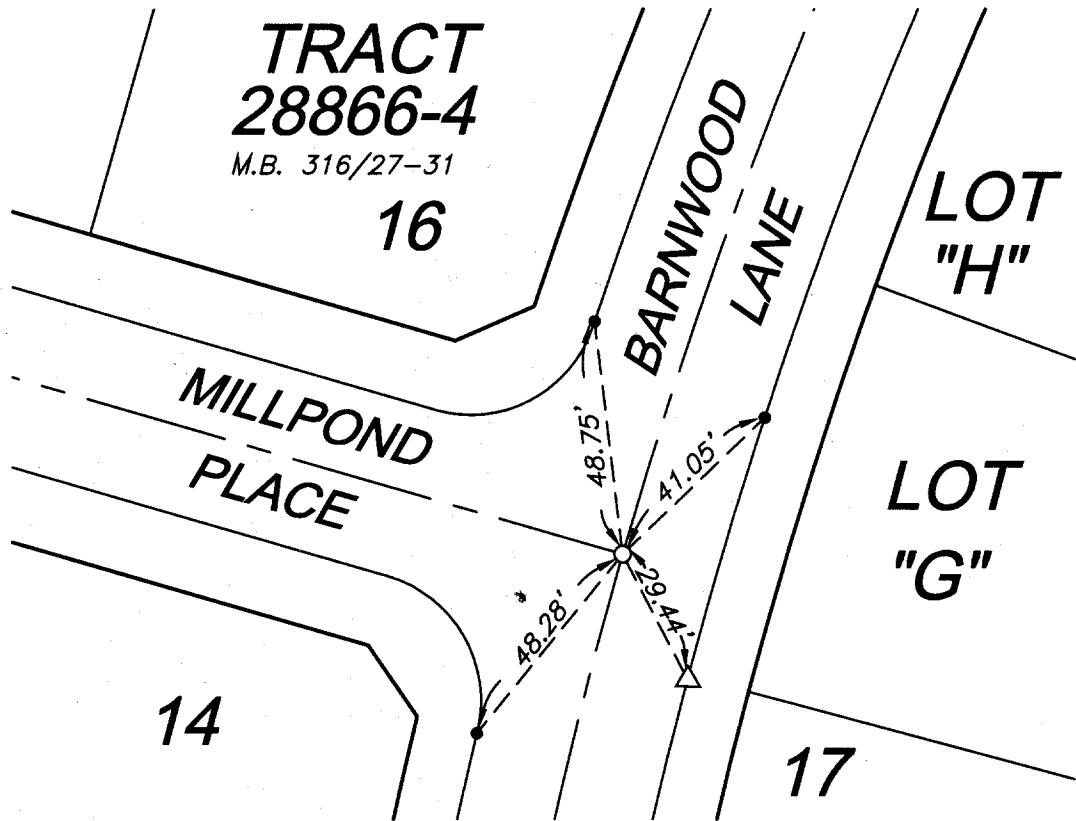 TRACT
28866-4
M.B. 316/27-31
16
BARNWOOD
LANE
LOT
"H"
MILLPOND
PLACE
48.75'
41.05'
LOT
"G"
48.28'
29.44'
14
17